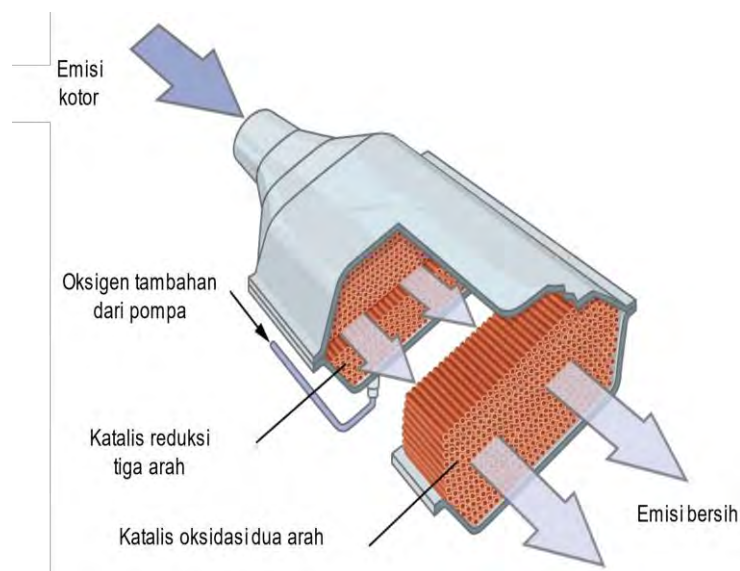 Emisi
kotor
Oksigen tambahan
dari pompa
Katalis reduksi
tiga arah
Katalis oksidasi dua arah
Emisi bersih